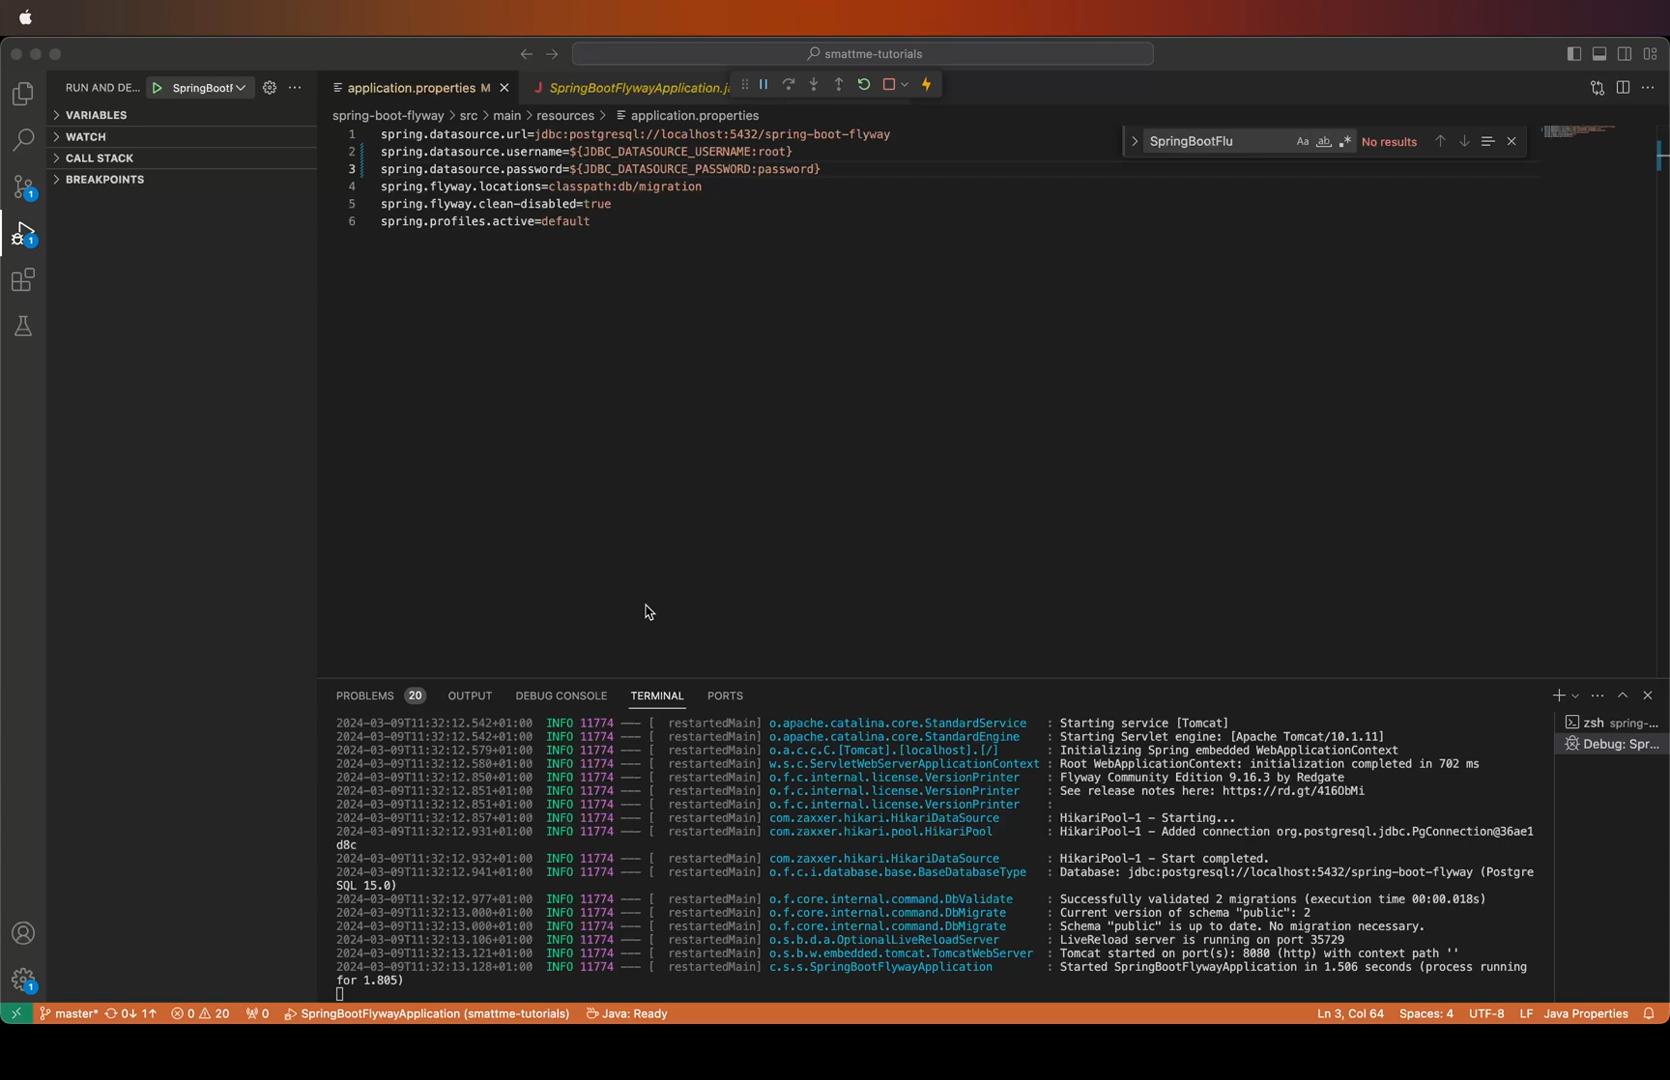 smattme-tutorials
RUN AND DE...
SpringBootF
application.properties M
SpringBootFlywayApplication.j
VARIABLES
WATCH
CALL STACK
BREAKPOINTS
spring-boot-flyway > src > main > resources > application.properties
SpringBootFlu
Aa
ab
No results
1 spring.datasource.url=jdbc:postgresql://localhost:5432/spring-boot-flyway
2 spring.datasource.username=${JDBC_DATASOURCE_USERNAME:root}
3 spring.datasource.password=${JDBC_DATASOURCE_PASSWORD:password}
4 spring.flyway.locations=classpath:db/migration
5 spring.flyway.clean-disabled=true
6 spring.profiles.active=default
1
1
PROBLEMS 20 OUTPUT DEBUG CONSOLE TERMINAL PORTS
2024-03-09T11:32:12.542+01:00 INFO 11774 --- [ restartedMain] o.apache.catalina.core.StandardService : Starting service [Tomcat]
2024-03-09T11:32:12.542+01:00 INFO 11774 --- [ restartedMain] o.apache.catalina.core.StandardEngine : Starting Servlet engine: [Apache Tomcat/10.1.11]
2024-03-09T11:32:12.579+01:00 INFO 11774 --- [ restartedMain] o.a.c.c.C.[Tomcat].[localhost].[/] : Initializing Spring embedded WebApplicationContext
2024-03-09T11:32:12.580+01:00 INFO 11774 --- [ restartedMain] w.s.c.ServletWebServerApplicationContext : Root WebApplicationContext: initialization completed in 702 ms
2024-03-09T11:32:12.850+01:00 INFO 11774 --- [ restartedMain] o.f.c.internal.license.VersionPrinter : Flyway Community Edition 9.16.3 by Redgate
2024-03-09T11:32:12.851+01:00 INFO 11774 --- [ restartedMain] o.f.c.internal.license.VersionPrinter : See release notes here: https://rd.gt/416ObMi
2024-03-09T11:32:12.851+01:00 INFO 11774 --- [ restartedMain] o.f.c.internal.license.VersionPrinter :
2024-03-09T11:32:12.857+01:00 INFO 11774 --- [ restartedMain] com.zaxxer.hikari.HikariDataSource : HikariPool-1 - Starting...
2024-03-09T11:32:12.931+01:00 INFO 11774 --- [ restartedMain] com.zaxxer.hikari.pool.HikariPool : HikariPool-1 - Added connection org.postgresql.jdbc.PgConnection@36ae1
d8c
2024-03-09T11:32:12.932+01:00 INFO 11774 --- [ restartedMain] com.zaxxer.hikari.HikariDataSource : HikariPool-1 - Start completed.
2024-03-09T11:32:12.941+01:00 INFO 11774 --- [ restartedMain] o.f.c.i.database.base.BaseDatabaseType : Database: jdbc:postgresql://localhost:5432/spring-boot-flyway (Postgre
SQL 15.0)
2024-03-09T11:32:12.977+01:00 INFO 11774 --- [ restartedMain] o.f.core.internal.command.DbValidate : Successfully validated 2 migrations (execution time 00:00.018s)
2024-03-09T11:32:13.000+01:00 INFO 11774 --- [ restartedMain] o.f.core.internal.command.DbMigrate : Current version of schema "public": 2
2024-03-09T11:32:13.000+01:00 INFO 11774 --- [ restartedMain] o.f.core.internal.command.DbMigrate : Schema "public" is up to date. No migration necessary.
2024-03-09T11:32:13.106+01:00 INFO 11774 --- [ restartedMain] o.s.b.d.a.OptionalLiveReloadServer : LiveReload server is running on port 35729
2024-03-09T11:32:13.121+01:00 INFO 11774 --- [ restartedMain] o.s.b.w.embedded.tomcat.TomcatWebServer : Tomcat started on port(s): 8080 (http) with context path ''
2024-03-09T11:32:13.128+01:00 INFO 11774 --- [ restartedMain] c.s.s.SpringBootFlywayApplication : Started SpringBootFlywayApplication in 1.506 seconds (process running
for 1.805)
zsh spring-...
Debug: Spr...
1
master* 0↓ 1↑ 0 20 0 SpringBootFlywayApplication (smattme-tutorials) Java: Ready Ln 3, Col 64 Spaces: 4 UTF-8 LF Java Properties